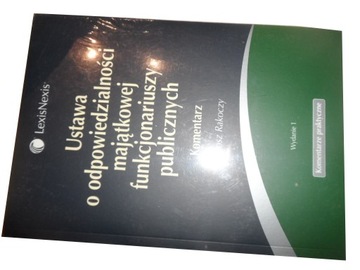 LexisNexis®
Ustawa
o odpowiedzialności
majątkowej
funkcjonariuszy
publicznych
Komentarz
Rakoczy
Wydanie 1
Komentarze praktyczne